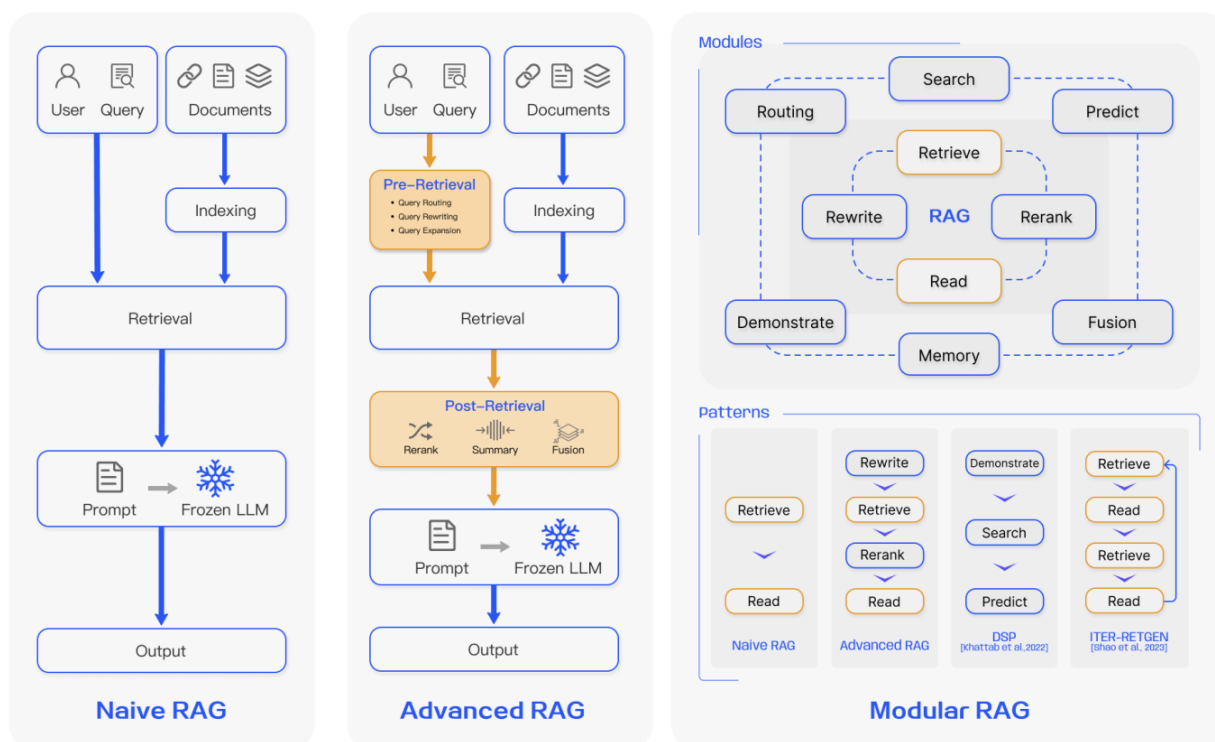 User Query
Documents
Indexing
Retrieval
Prompt
Frozen LLM
Output
Naive RAG
User Query
Documents
Pre-Retrieval
• Query Routing
• Query Rewriting
• Query Expansion
Indexing
Retrieval
Post-Retrieval
Rerank
Summary
Fusion
Prompt
Frozen LLM
Output
Advanced RAG
Modules
Search
Routing
Predict
Retrieve
Rewrite
RAG
Rerank
Read
Demonstrate
Fusion
Memory
Patterns
Retrieve
Read
Naive RAG
Rewrite
Retrieve
Rerank
Read
Advanced RAG
Demonstrate
Search
Predict
DSP
[Khattab et al.,2022]
Retrieve
Read
Retrieve
Read
ITER-RETGEN
[Shao et al., 2023]
Modular RAG